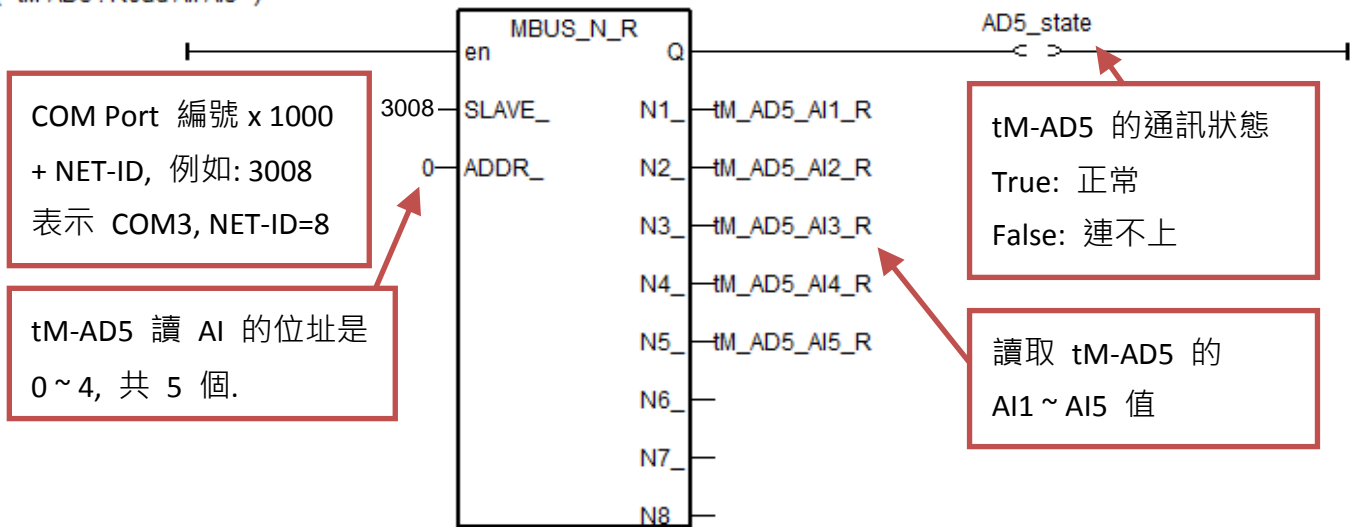 MBUS_N_R
AD5_state
en
Q
COM Port 編號 x 1000
+ NET-ID, 例如: 3008
表示 COM3, NET-ID=8
3008
SLAVE_
N1_
tM_AD5_AI1_R
0
ADDR_
N2_
tM_AD5_AI2_R
N3_
tM_AD5_AI3_R
N4_
tM_AD5_AI4_R
N5_
tM_AD5_AI5_R
N6_
N7_
N8
tM-AD5 的通訊狀態
True: 正常
False: 連不上
tM-AD5 讀 AI 的位址是
0 ~ 4, 共 5 個.
讀取 tM-AD5 的
AI1 ~ AI5 值